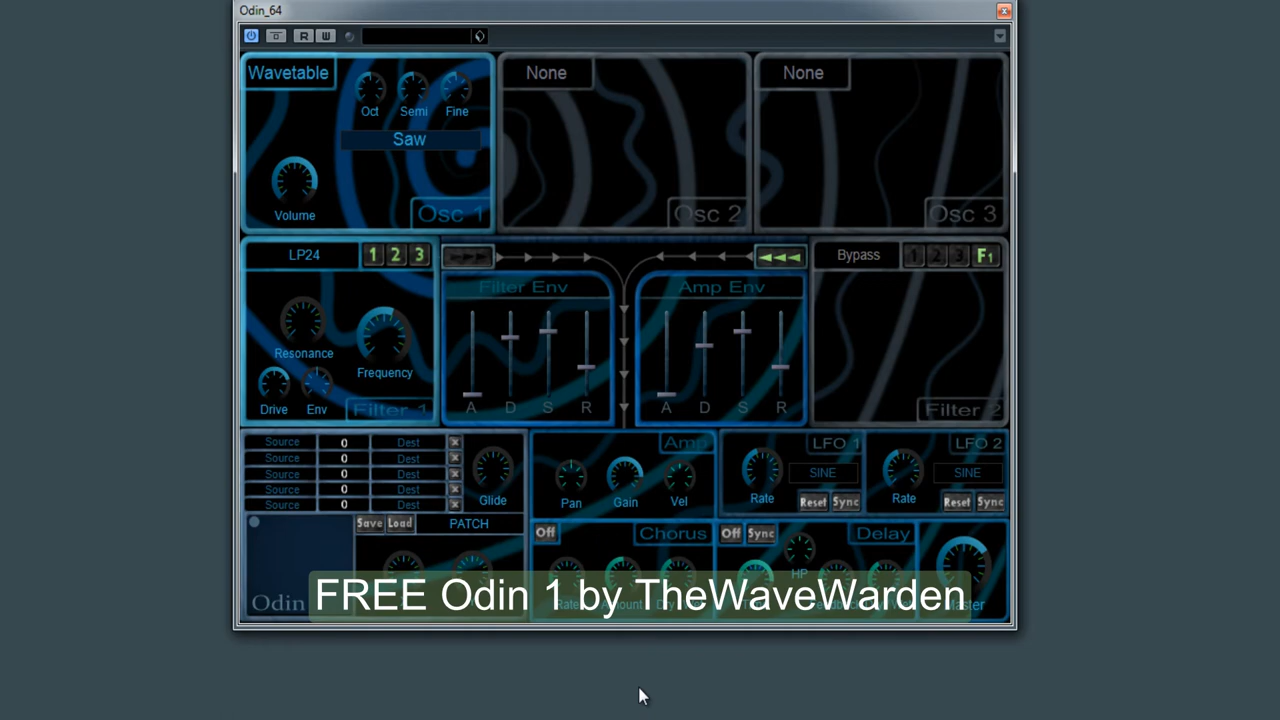 Odin_64
R W
Wavetable
Oct Semi Fine
Saw
Volume
Osc 1
None
Osc 2
None
Osc 3
LP24 1 2 3
Resonance
Frequency
Drive Env
Filter 1
Filter Env
A D S R
Amp Env
A D S R
Bypass 1 2 3 F1
Filter 2
Source 0 Dest x
Source 0 Dest x
Source 0 Dest x
Source 0 Dest x
Source 0 Dest x
Glide
Save Load PATCH
Odin
Amp
Pan Gain Vel
LFO 1
SINE
Rate Reset Sync
LFO 2
SINE
Rate Reset Sync
Off Chorus
Off Sync Delay
HP
FREE Odin 1 by TheWaveWarden